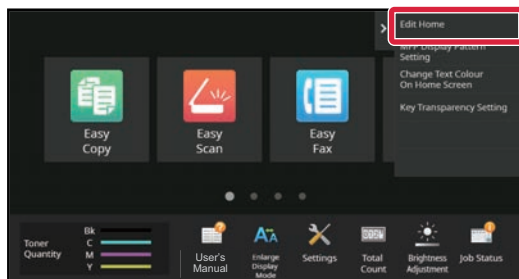 Edit Home
MFP Display Pattern
Setting
Change Text Colour
On Home Screen
Key Transparency Setting
Easy
Copy
Easy
Scan
Easy
Fax
Toner
Quantity
Bk
C
M
Y
User's
Manual
Enlarge
Display
Mode
Settings
Total
Count
Brightness
Adjustment
Job Status